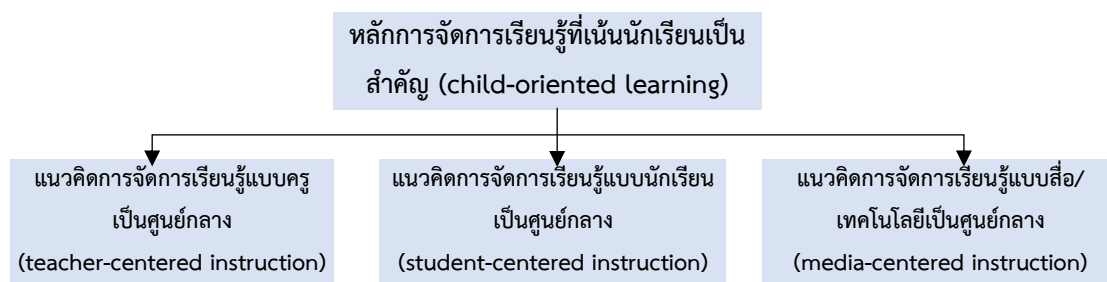 หลักการจัดการเรียนรู้ที่เน้นนักเรียนเป็น
สำคัญ (child-oriented learning)
แนวคิดการจัดการเรียนรู้แบบครู
เป็นศูนย์กลาง
(teacher-centered instruction)
แนวคิดการจัดการเรียนรู้แบบนักเรียน
เป็นศูนย์กลาง
(student-centered instruction)
แนวคิดการจัดการเรียนรู้แบบสื่อ/
เทคโนโลยีเป็นศูนย์กลาง
(media-centered instruction)